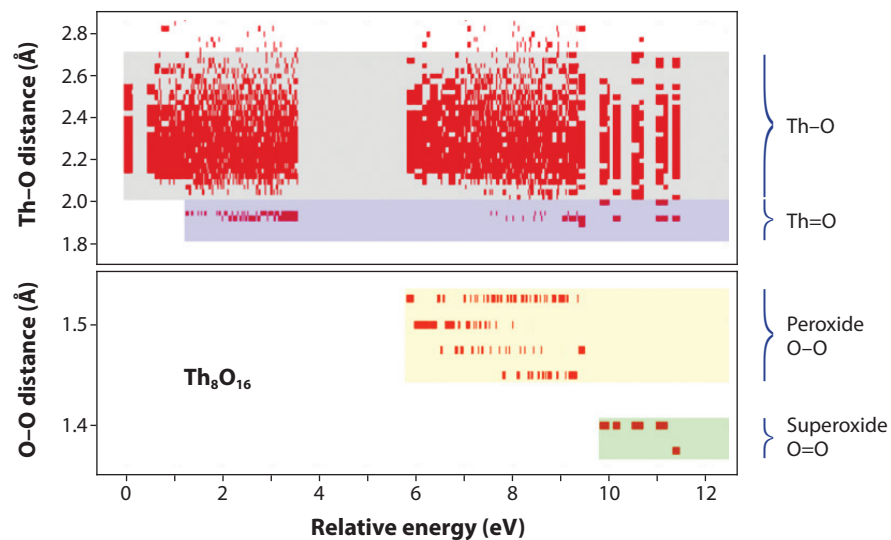 Th–O distance (Å)
2.8
2.6
2.4
2.2
2.0
1.8
Th–O
Th=O
O–O distance (Å)
1.5
1.4
Th₈O₁₆
Peroxide
O–O
Superoxide
O=O
0
2
4
6
8
10
12
Relative energy (eV)